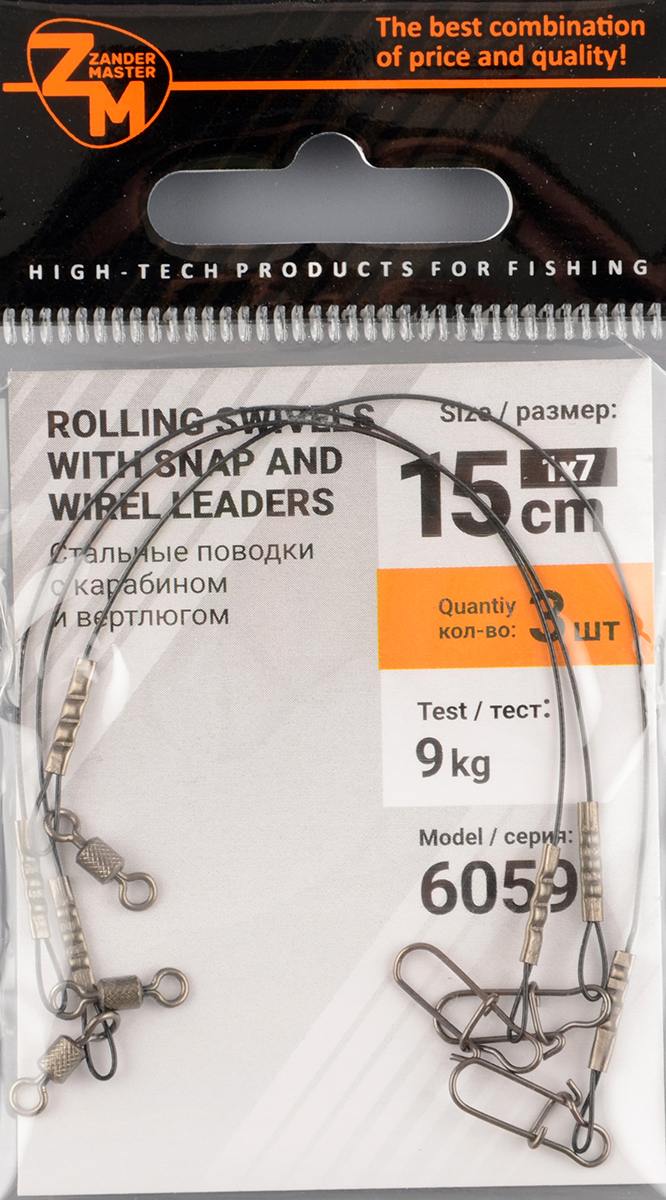 ZM ZANDER
MASTER
The best combination
of price and quality!
HIGH-TECH PRODUCTS FOR FISHING
ROLLING SWIVELS
WITH SNAP AND
WIREL LEADERS
Стальные поводки
с карабином
и вертлюгом
Size / размер:
15 cm 1x7
Quantiy
кол-во: 3 шт
Test / тест:
9 kg
Model / серия:
6059